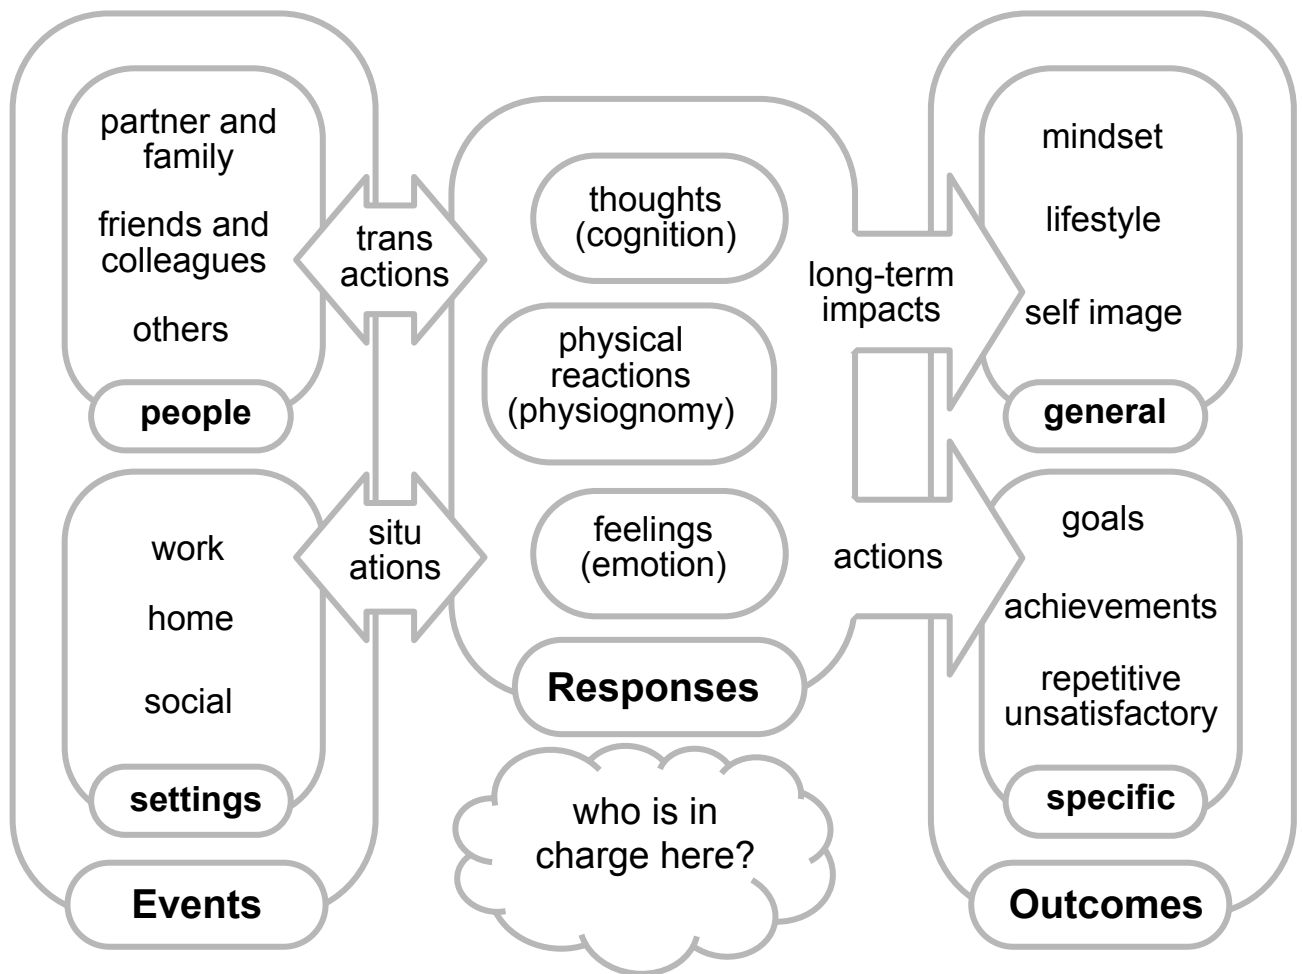 partner and
family
friends and
colleagues
others
people
work
home
social
settings
Events
trans
actions
situ
ations
thoughts
(cognition)
physical
reactions
(physiognomy)
feelings
(emotion)
Responses
who is in
charge here?
long-term
impacts
actions
mindset
lifestyle
self image
general
goals
achievements
repetitive
unsatisfactory
specific
Outcomes